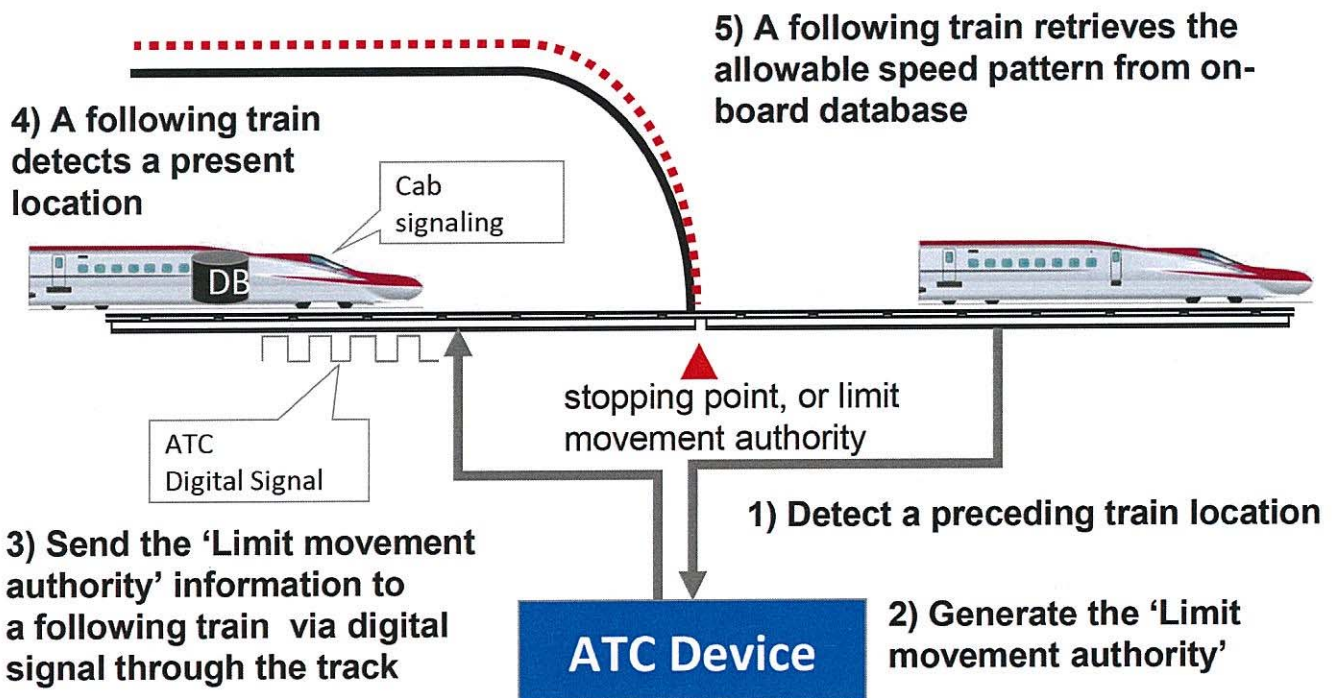 5) A following train retrieves the
allowable speed pattern from on-
board database
4) A following train
detects a present
location
Cab
signaling
DB
stopping point, or limit
movement authority
ATC
Digital Signal
1) Detect a preceding train location
3) Send the ‘Limit movement
authority’ information to
a following train via digital
signal through the track
ATC Device
2) Generate the ‘Limit
movement authority’